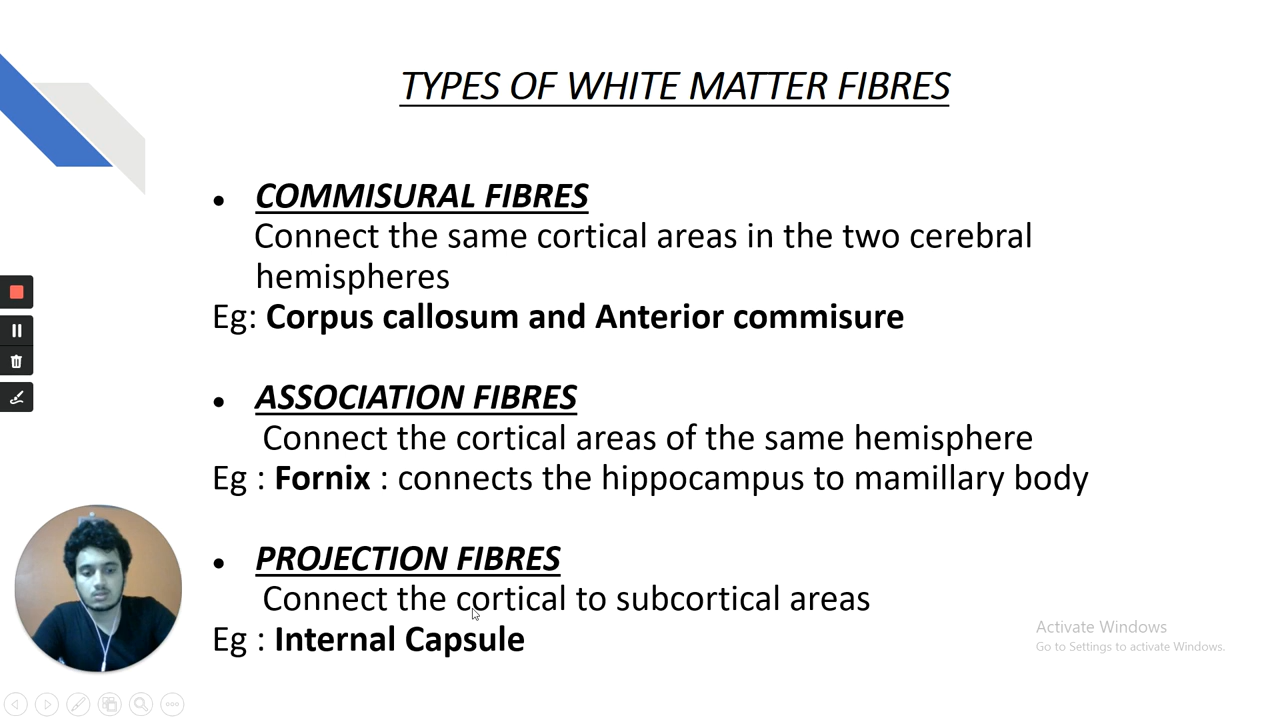 TYPES OF WHITE MATTER FIBRES
• COMMISURAL FIBRES
Connect the same cortical areas in the two cerebral
hemispheres
Eg: Corpus callosum and Anterior commisure
• ASSOCIATION FIBRES
Connect the cortical areas of the same hemisphere
Eg : Fornix : connects the hippocampus to mamillary body
• PROJECTION FIBRES
Connect the cortical to subcortical areas
Eg : Internal Capsule
Activate Windows
Go to Settings to activate Windows.